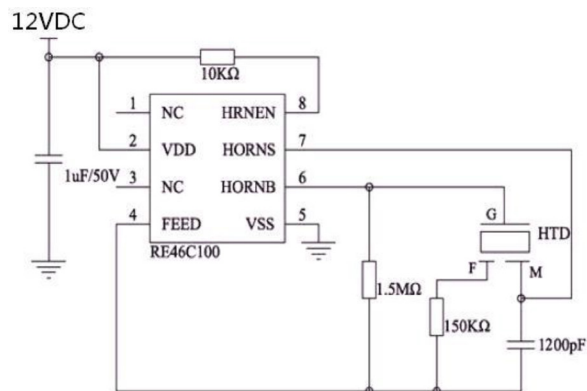 12VDC
10KΩ
1 NC HRNEN 8
2 VDD HORNS 7
1uF/50V
3 NC HORNB 6
4 FEED VSS 5
RE46C100
G
HTD
F M
1.5MΩ
150KΩ
1200pF